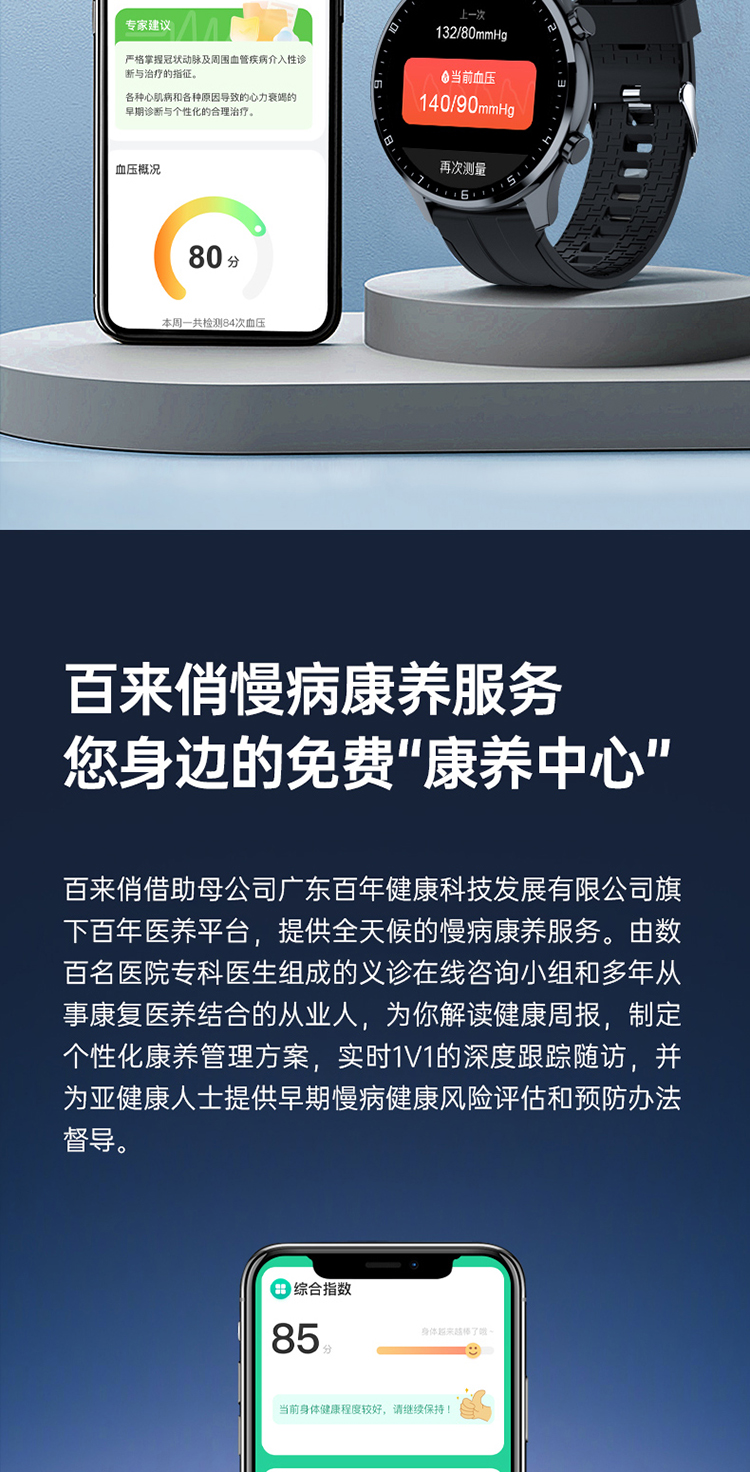 专家建议
严格掌握冠状动脉及周围血管疾病介入性诊
断与治疗的指征。
各种心肌病和各种原因导致的心力衰竭的
早期诊断与个性化的合理治疗。
血压概况
80分
本周一共检测84次血压
上一次
132/80mmHg
当前血压
140/90mmHg
再次测量
百来俏慢病康养服务
您身边的免费“康养中心”
百来俏借助母公司广东百年健康科技发展有限公司旗
下百年医养平台，提供全天候的慢病康养服务。由数
百名医院专科医生组成的义诊在线咨询小组和多年从
事康复医养结合的从业人，为你解读健康周报，制定
个性化康养管理方案，实时1V1的深度跟踪随访，并
为亚健康人士提供早期慢病健康风险评估和预防办法
督导。
综合指数
85分
身体越来越棒了哦~
当前身体健康程度较好，请继续保持！